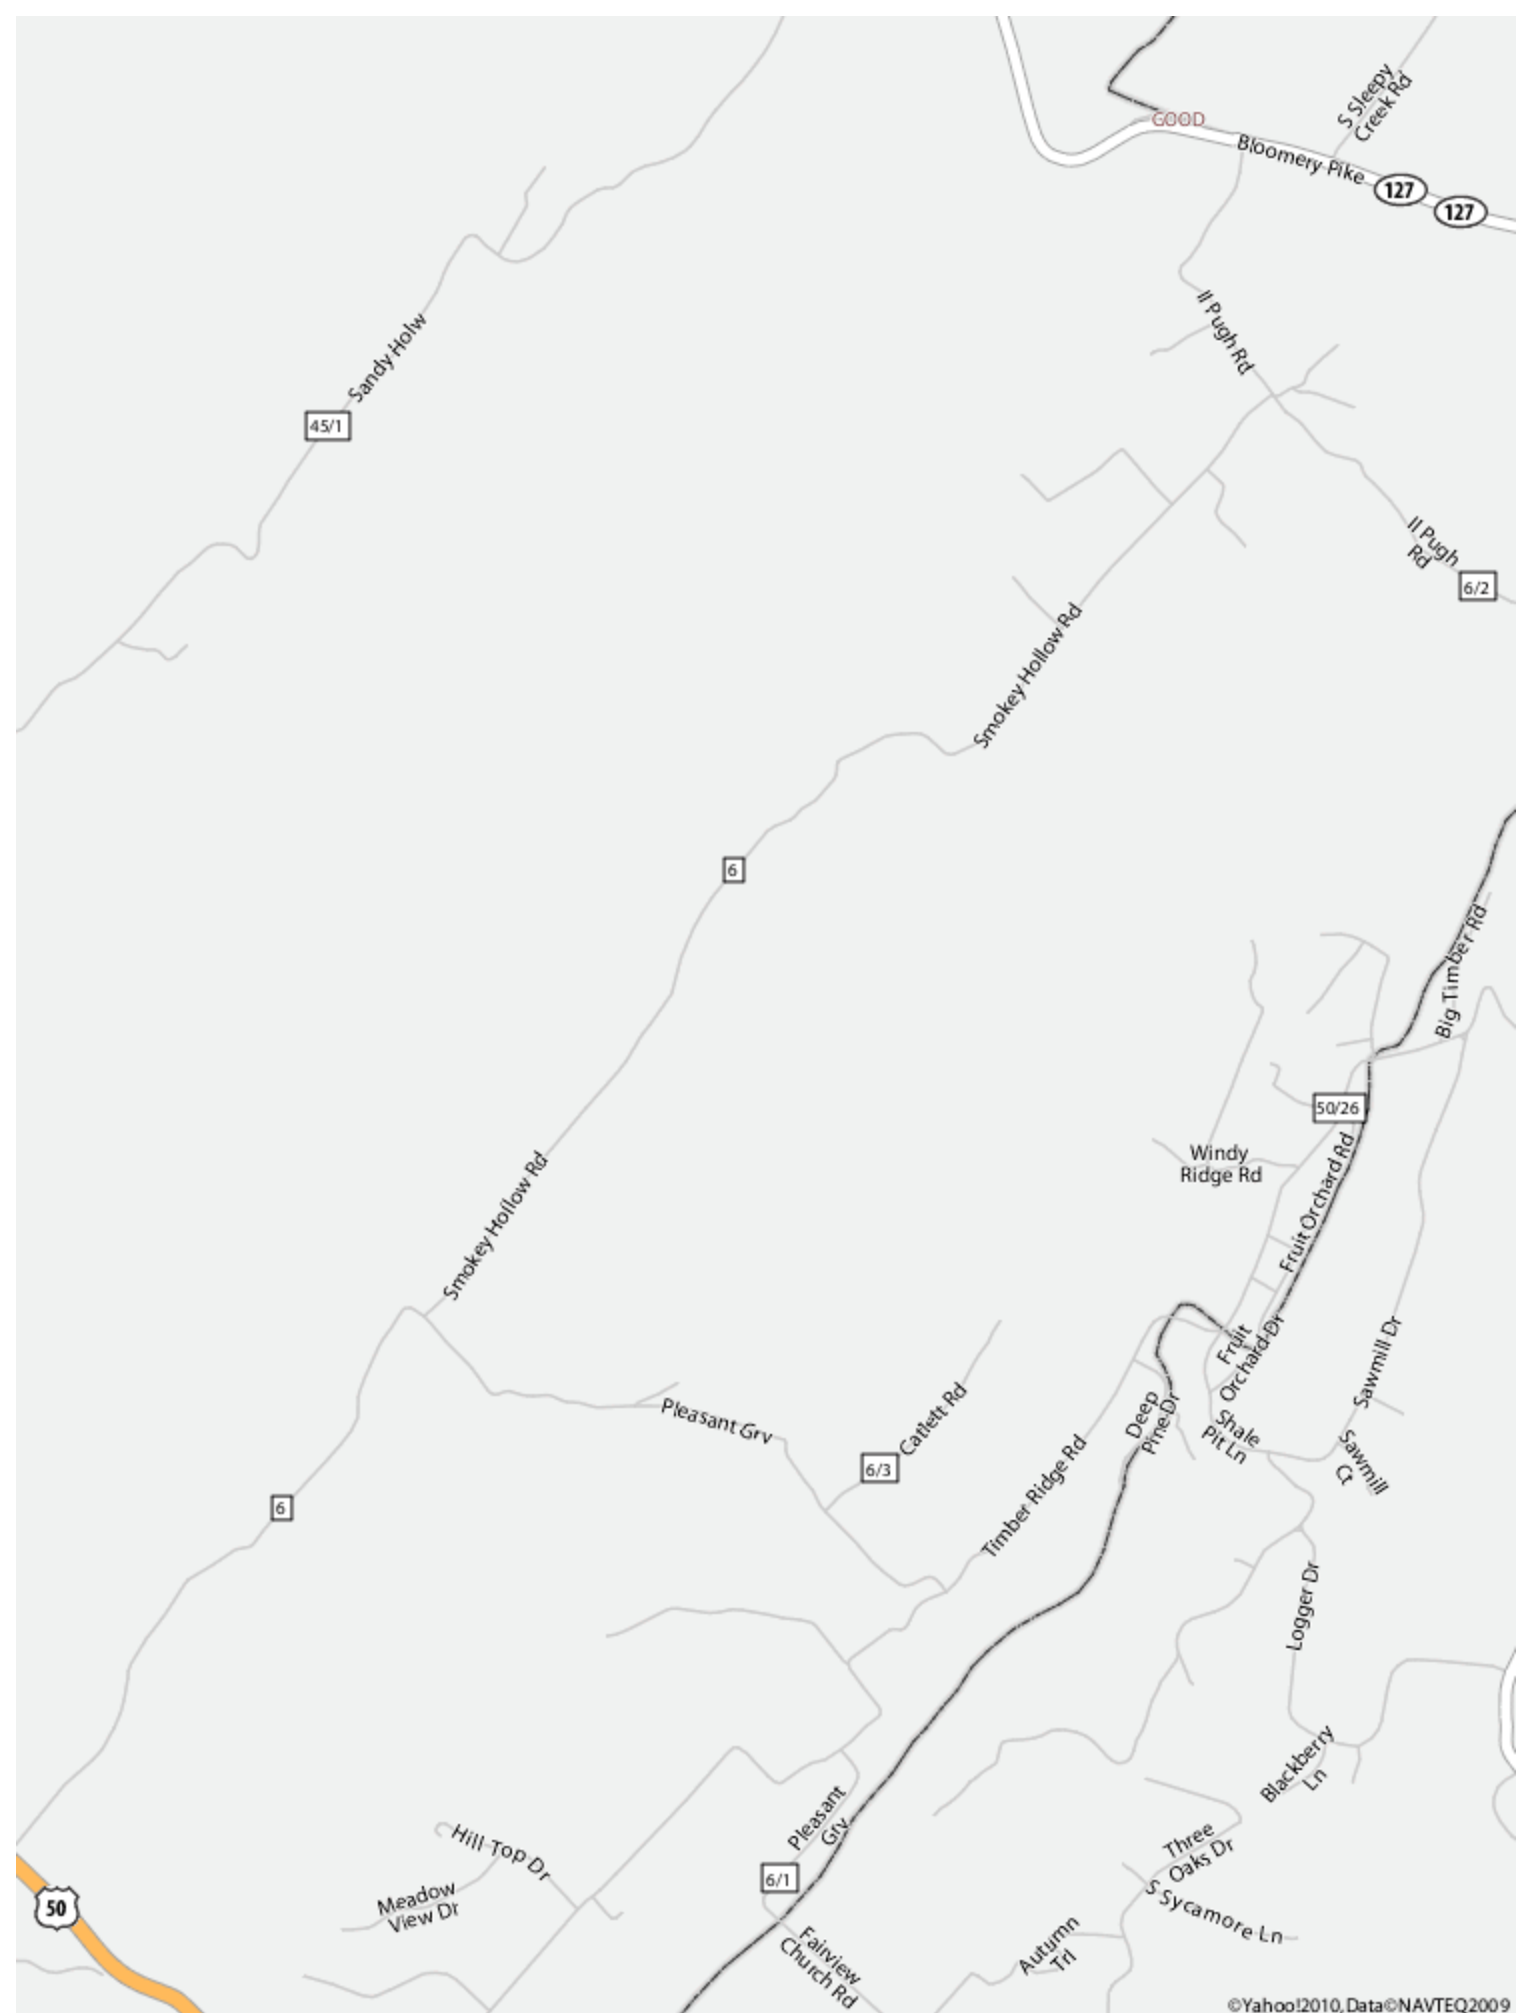 S Sleepy
Creek Rd
GOOD
Bloomery Pike
127
127
Il Pugh Rd
Sandy Holw
45/1
Il Pugh
Rd
6/2
Smokey Hollow Rd
6
Big Timber Rd
50/26
Windy
Ridge Rd
Fruit Orchard Rd
Smokey Hollow Rd
Fruit
Orchard Dr
Sawmill Dr
Pleasant Grv
Catlett Rd
6/3
Deep
Pine Dr
Shale
Pit Ln
Sawmill
Ct
Timber Ridge Rd
6
Logger Dr
Blackberry
Ln
Pleasant
Grv
Three
Oaks Dr
Hill Top Dr
6/1
Meadow
View Dr
S Sycamore Ln
50
Autumn
Trl
Fairview
Church Rd
©Yahoo!2010, Data©NAVTEQ2009